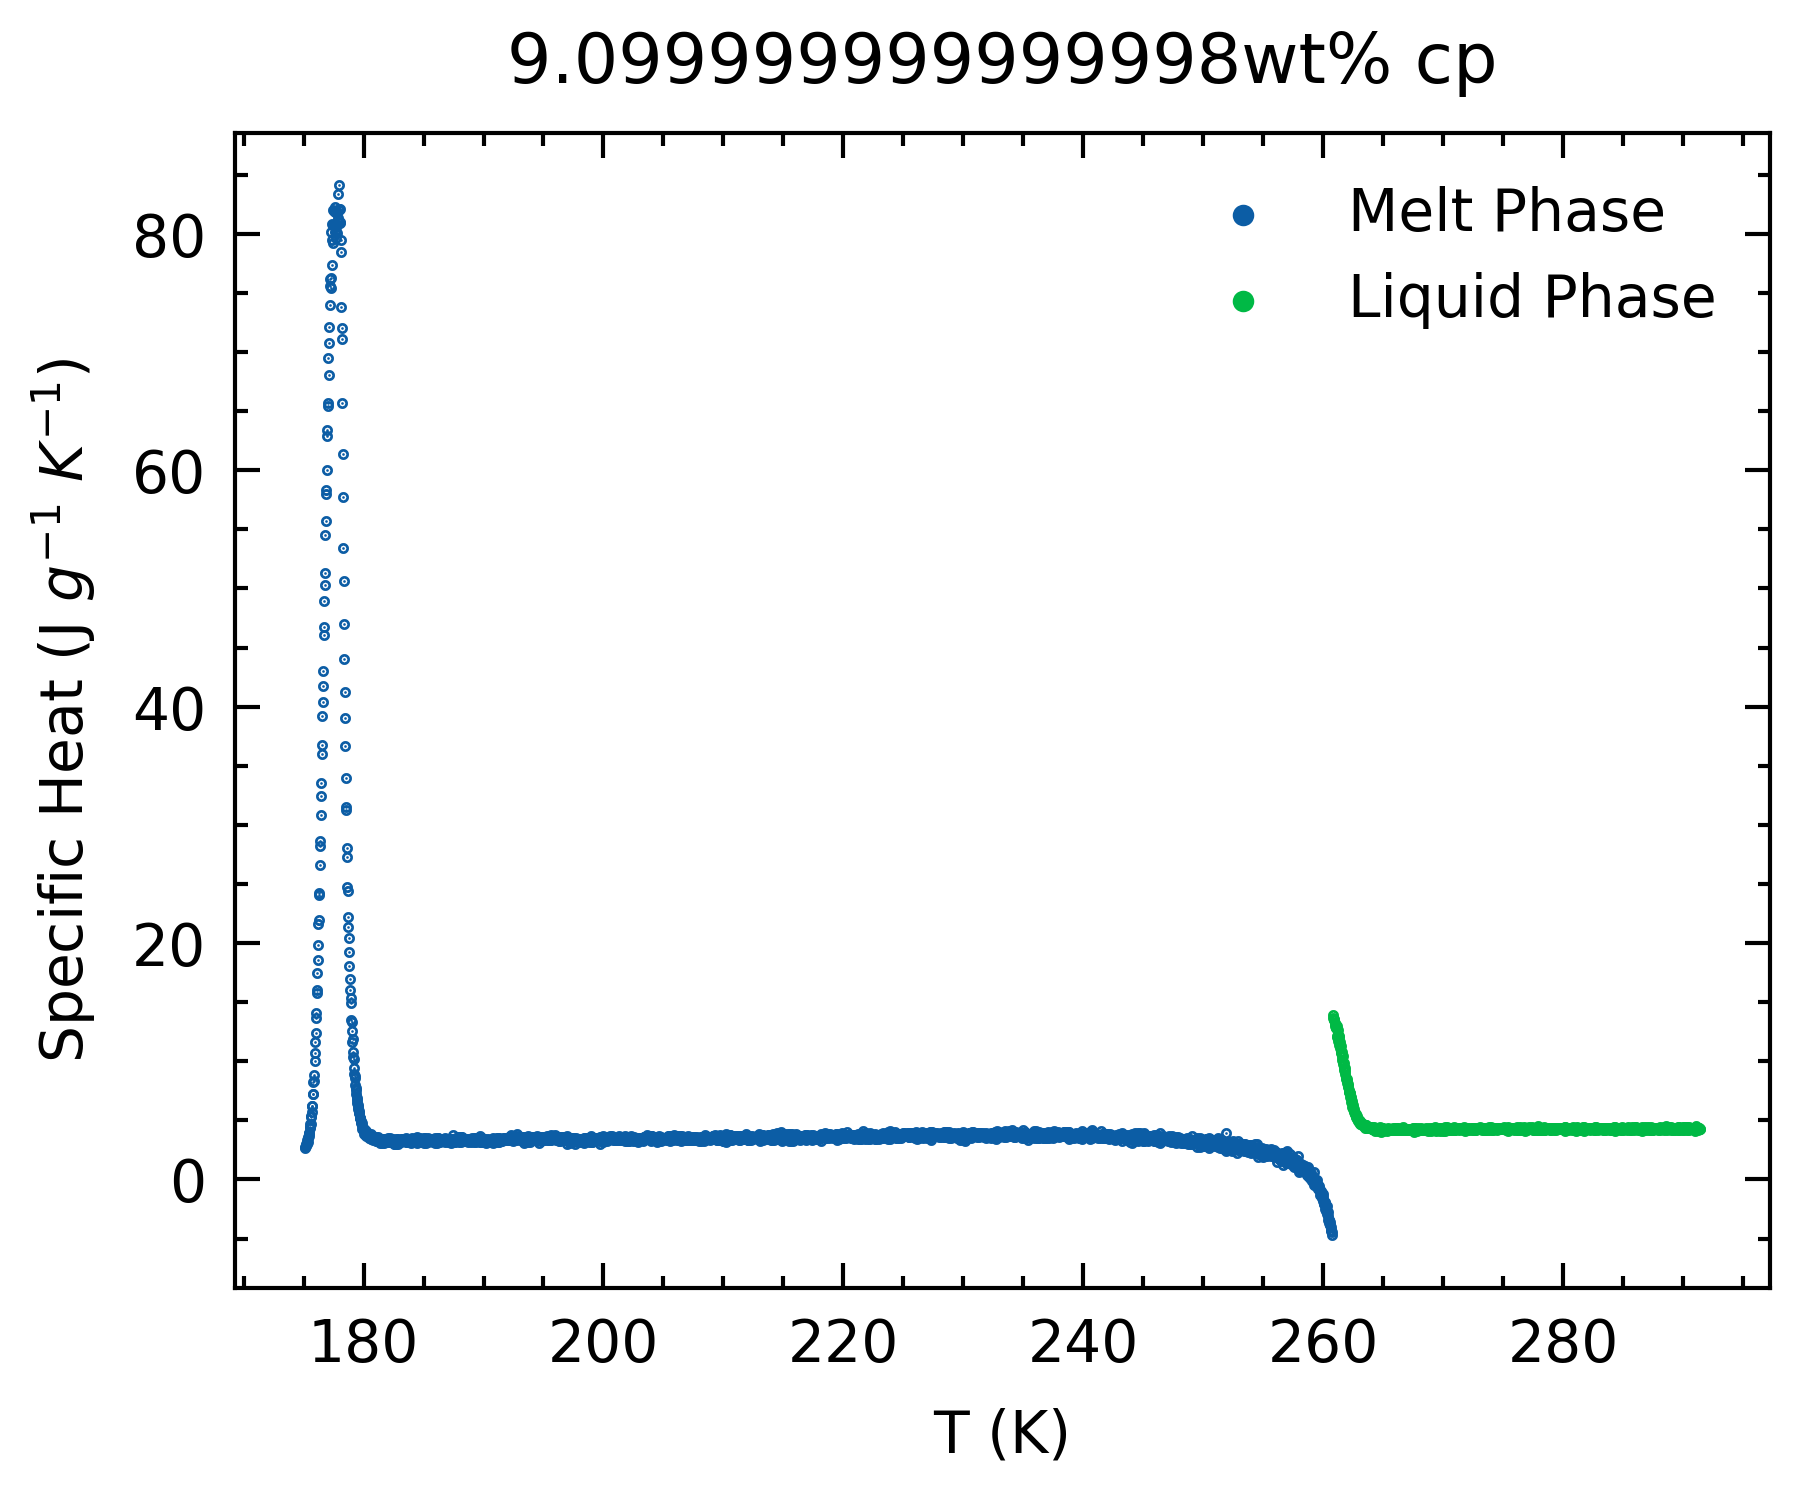 9.099999999999998wt% cp
Melt Phase
Liquid Phase
80
60
40
20
0
Specific Heat (J g⁻¹ K⁻¹)
180 200 220 240 260 280
T (K)